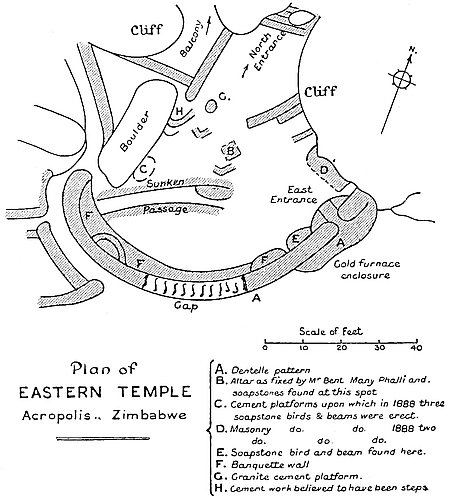 Cliff
Balcony
North
Entrance
N.
Cliff
H
G.
Boulder
B
C
D
Sunken
East
Entrance
F
Passage
E
A
F
F
Gold furnace
enclosure
A
Gap
Scale of Feet
0 10 20 30 40
Plan of
EASTERN TEMPLE
Acropolis.. Zimbabwe
A. Dentelle pattern
B. Altar as fixed by Mr Bent. Many Phalli and.
soapstones found at this spot
C. Cement platforms upon which in 1888 three
soapstone birds & beams were erect.
D. Masonry do. do. 1888 two
do. do. do.
E. Soapstone bird and beam found here.
F. Banquette wall
G. Granite cement platform.
H. Cement work believed to have been steps